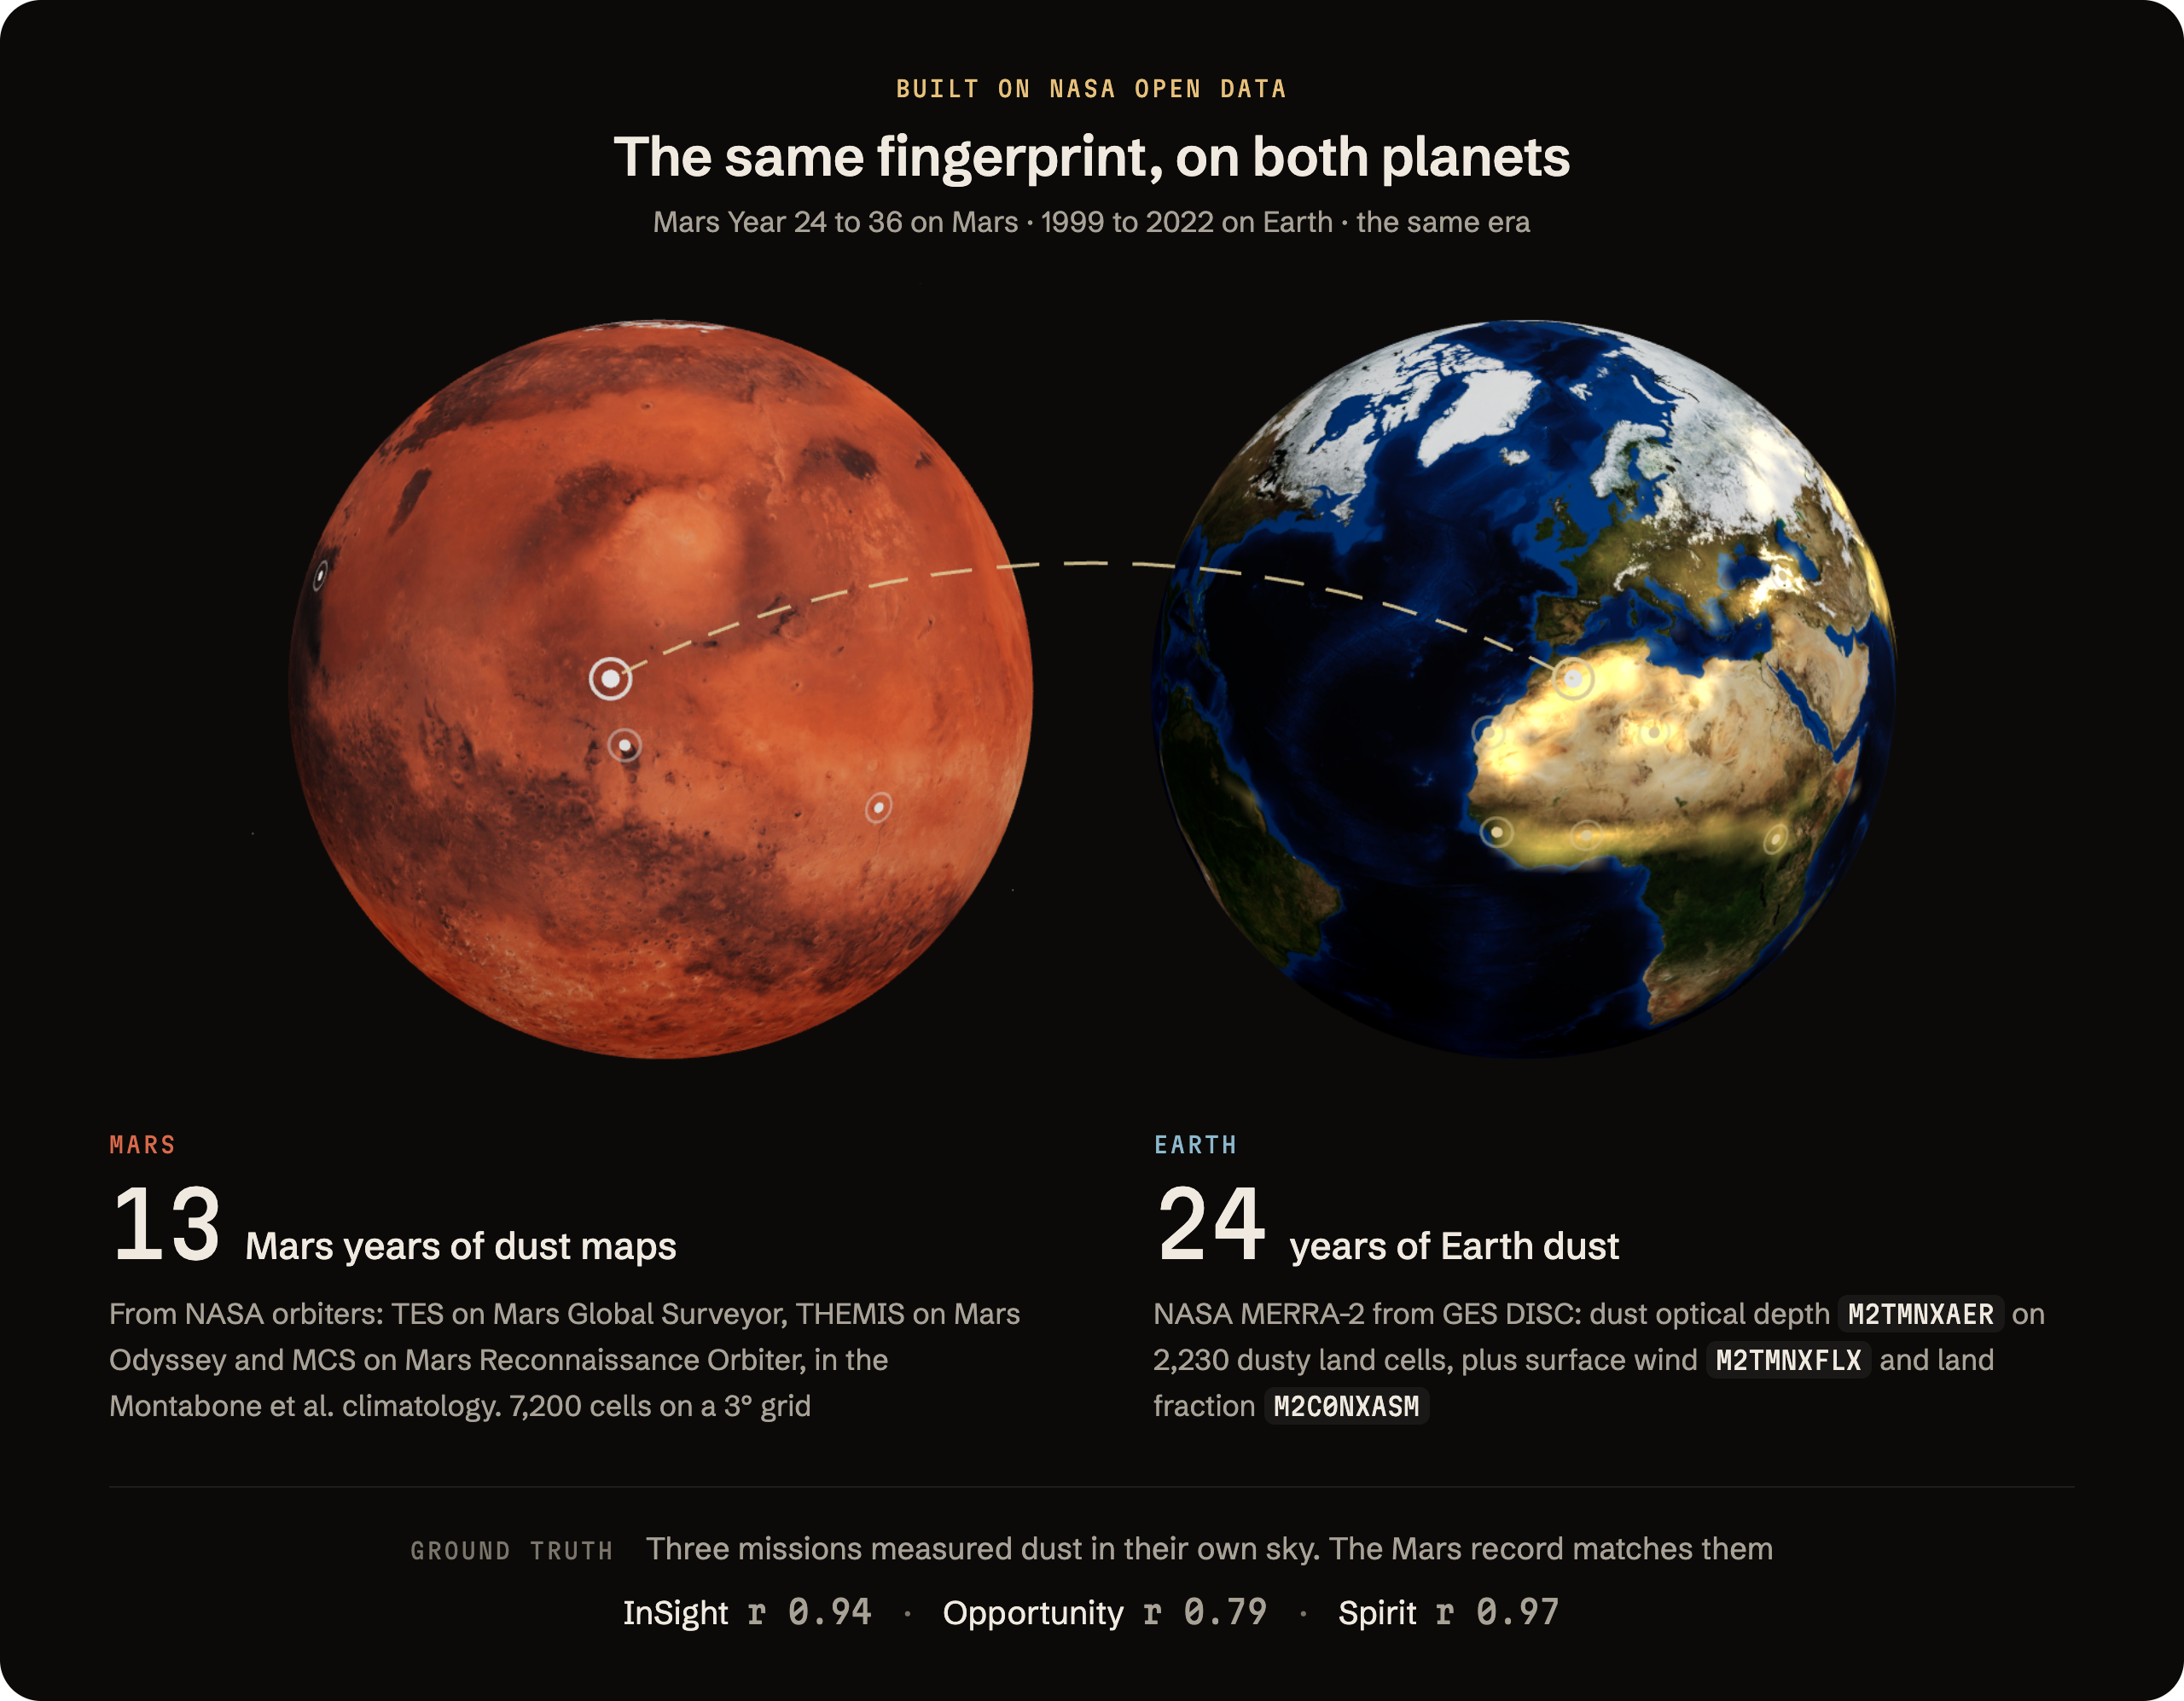 BUILT ON NASA OPEN DATA
The same fingerprint, on both planets
Mars Year 24 to 36 on Mars · 1999 to 2022 on Earth · the same era
MARS
13 Mars years of dust maps
From NASA orbiters: TES on Mars Global Surveyor, THEMIS on Mars
Odyssey and MCS on Mars Reconnaissance Orbiter, in the
Montabone et al. climatology. 7,200 cells on a 3° grid
EARTH
24 years of Earth dust
NASA MERRA-2 from GES DISC: dust optical depth M2TMNXAER on
2,230 dusty land cells, plus surface wind M2TMNXFLX and land
fraction M2C0NXASM
GROUND TRUTH Three missions measured dust in their own sky. The Mars record matches them
InSight r 0.94 · Opportunity r 0.79 · Spirit r 0.97